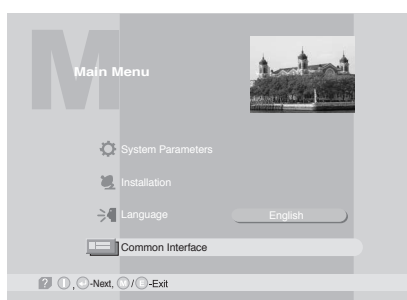 M
Main Menu
System Parameters
Installation
Language English
Common Interface
? , -Next, M / E -Exit